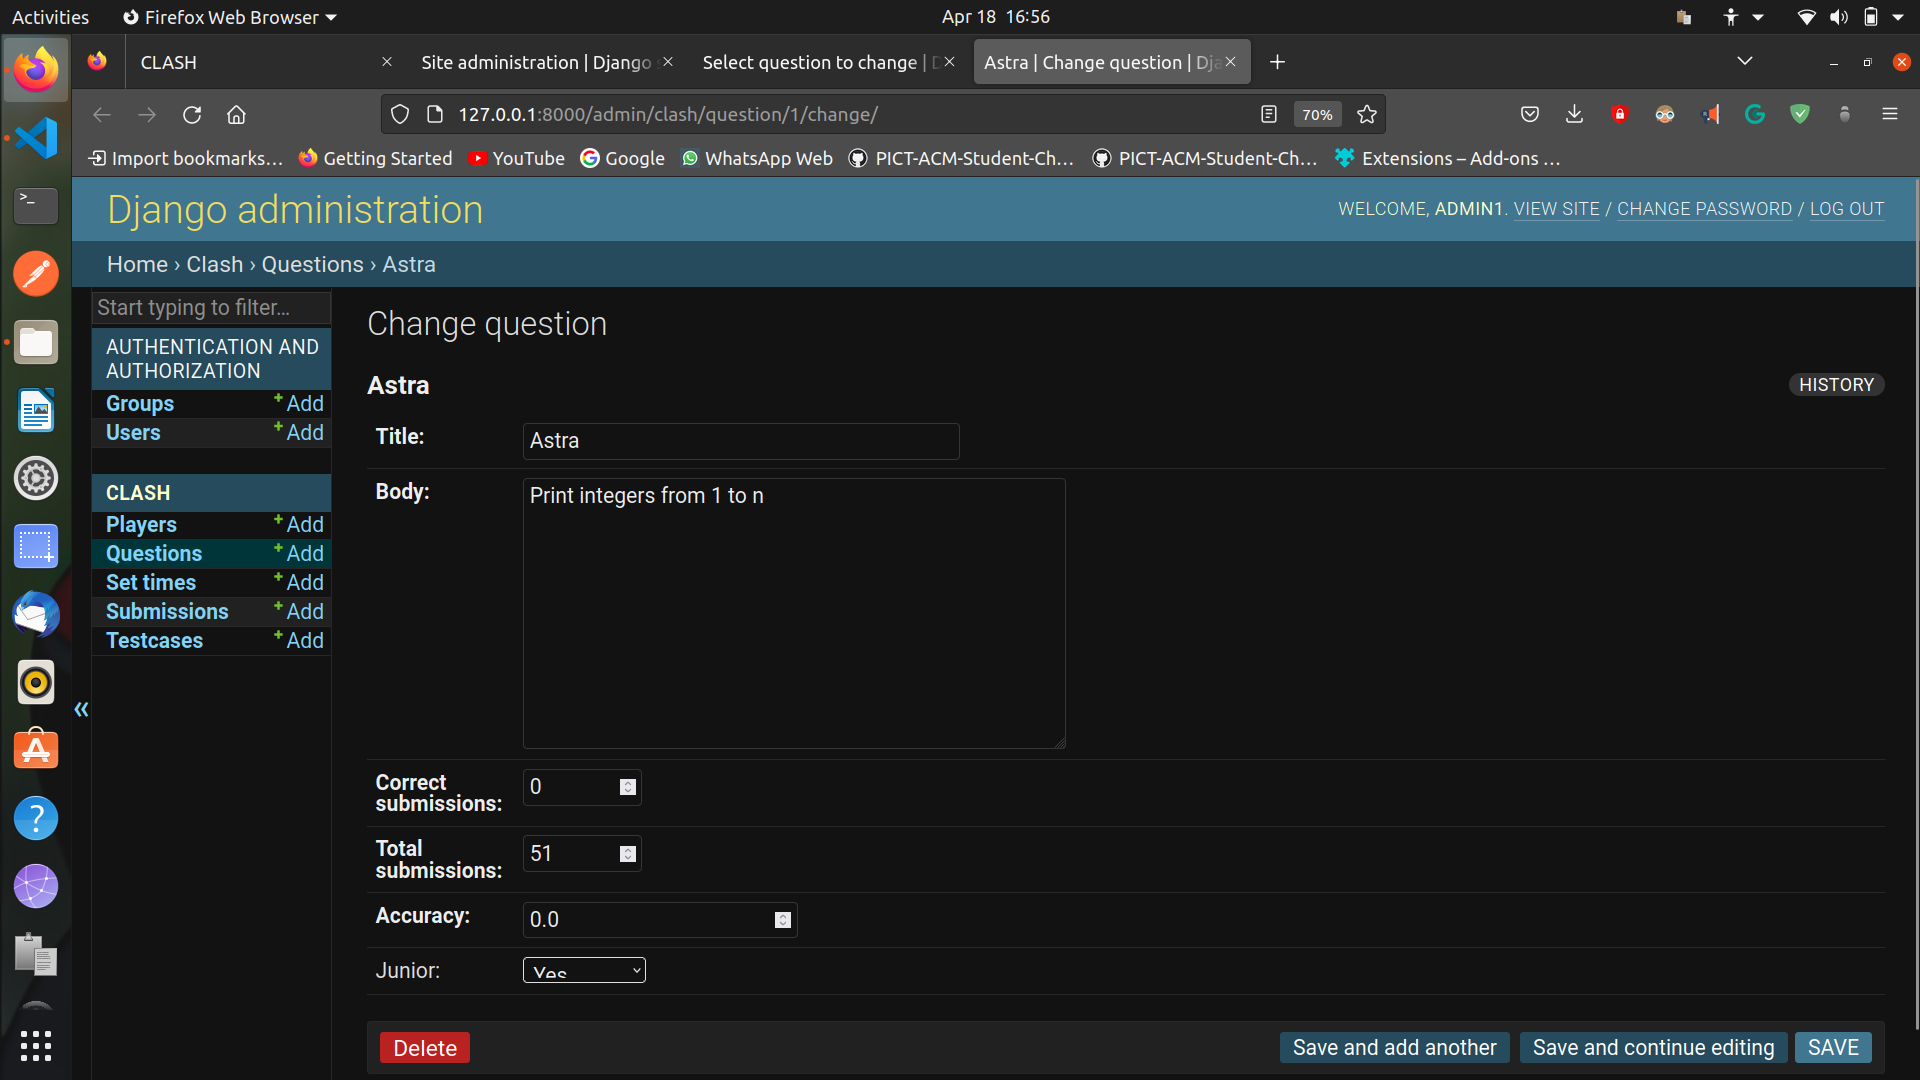 Activities
Firefox Web Browser
Apr 18 16:56
CLASH
Site administration | Django
Select question to change |
Astra | Change question | Dja
127.0.0.1:8000/admin/clash/question/1/change/
70%
Import bookmarks...
Getting Started
YouTube
Google
WhatsApp Web
PICT-ACM-Student-Ch...
PICT-ACM-Student-Ch...
Extensions – Add-ons ...
Django administration
WELCOME, ADMIN1. VIEW SITE / CHANGE PASSWORD / LOG OUT
Home › Clash › Questions › Astra
Start typing to filter...
AUTHENTICATION AND
AUTHORIZATION
Groups
+ Add
Users
+ Add
CLASH
Players
+ Add
Questions
+ Add
Set times
+ Add
Submissions
+ Add
Testcases
+ Add
«
Change question
Astra
HISTORY
Title:
Astra
Body:
Print integers from 1 to n
Correct
submissions:
0
Total
submissions:
51
Accuracy:
0.0
Junior:
Yes
Delete
Save and add another
Save and continue editing
SAVE